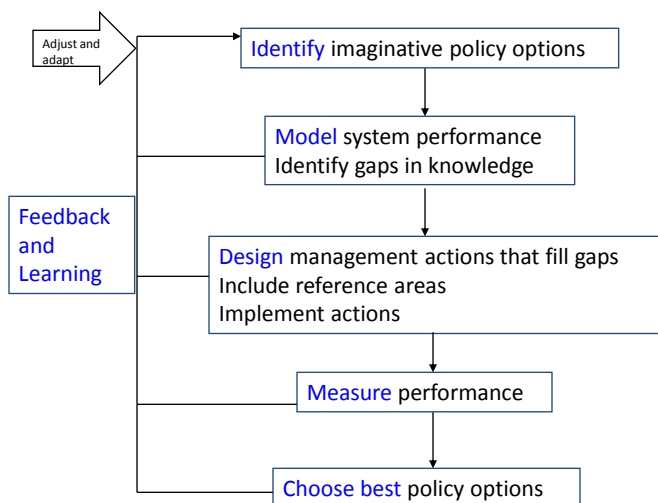 Adjust and
adapt
Identify imaginative policy options
Model system performance
Identify gaps in knowledge
Feedback
and
Learning
Design management actions that fill gaps
Include reference areas
Implement actions
Measure performance
Choose best policy options